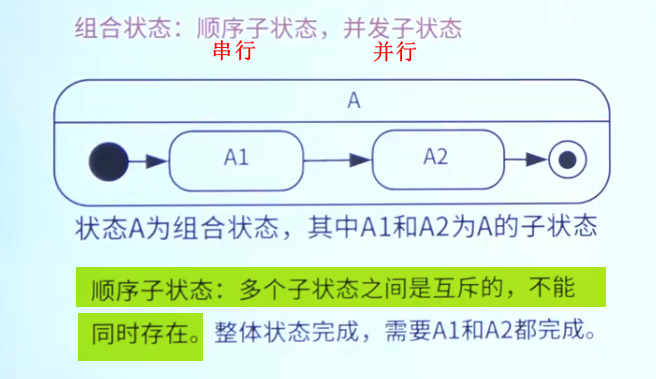 组合状态：顺序子状态，并发子状态
串行 并行
A
A1 A2
状态A为组合状态，其中A1和A2为A的子状态
顺序子状态：多个子状态之间是互斥的，不能
同时存在。整体状态完成，需要A1和A2都完成。